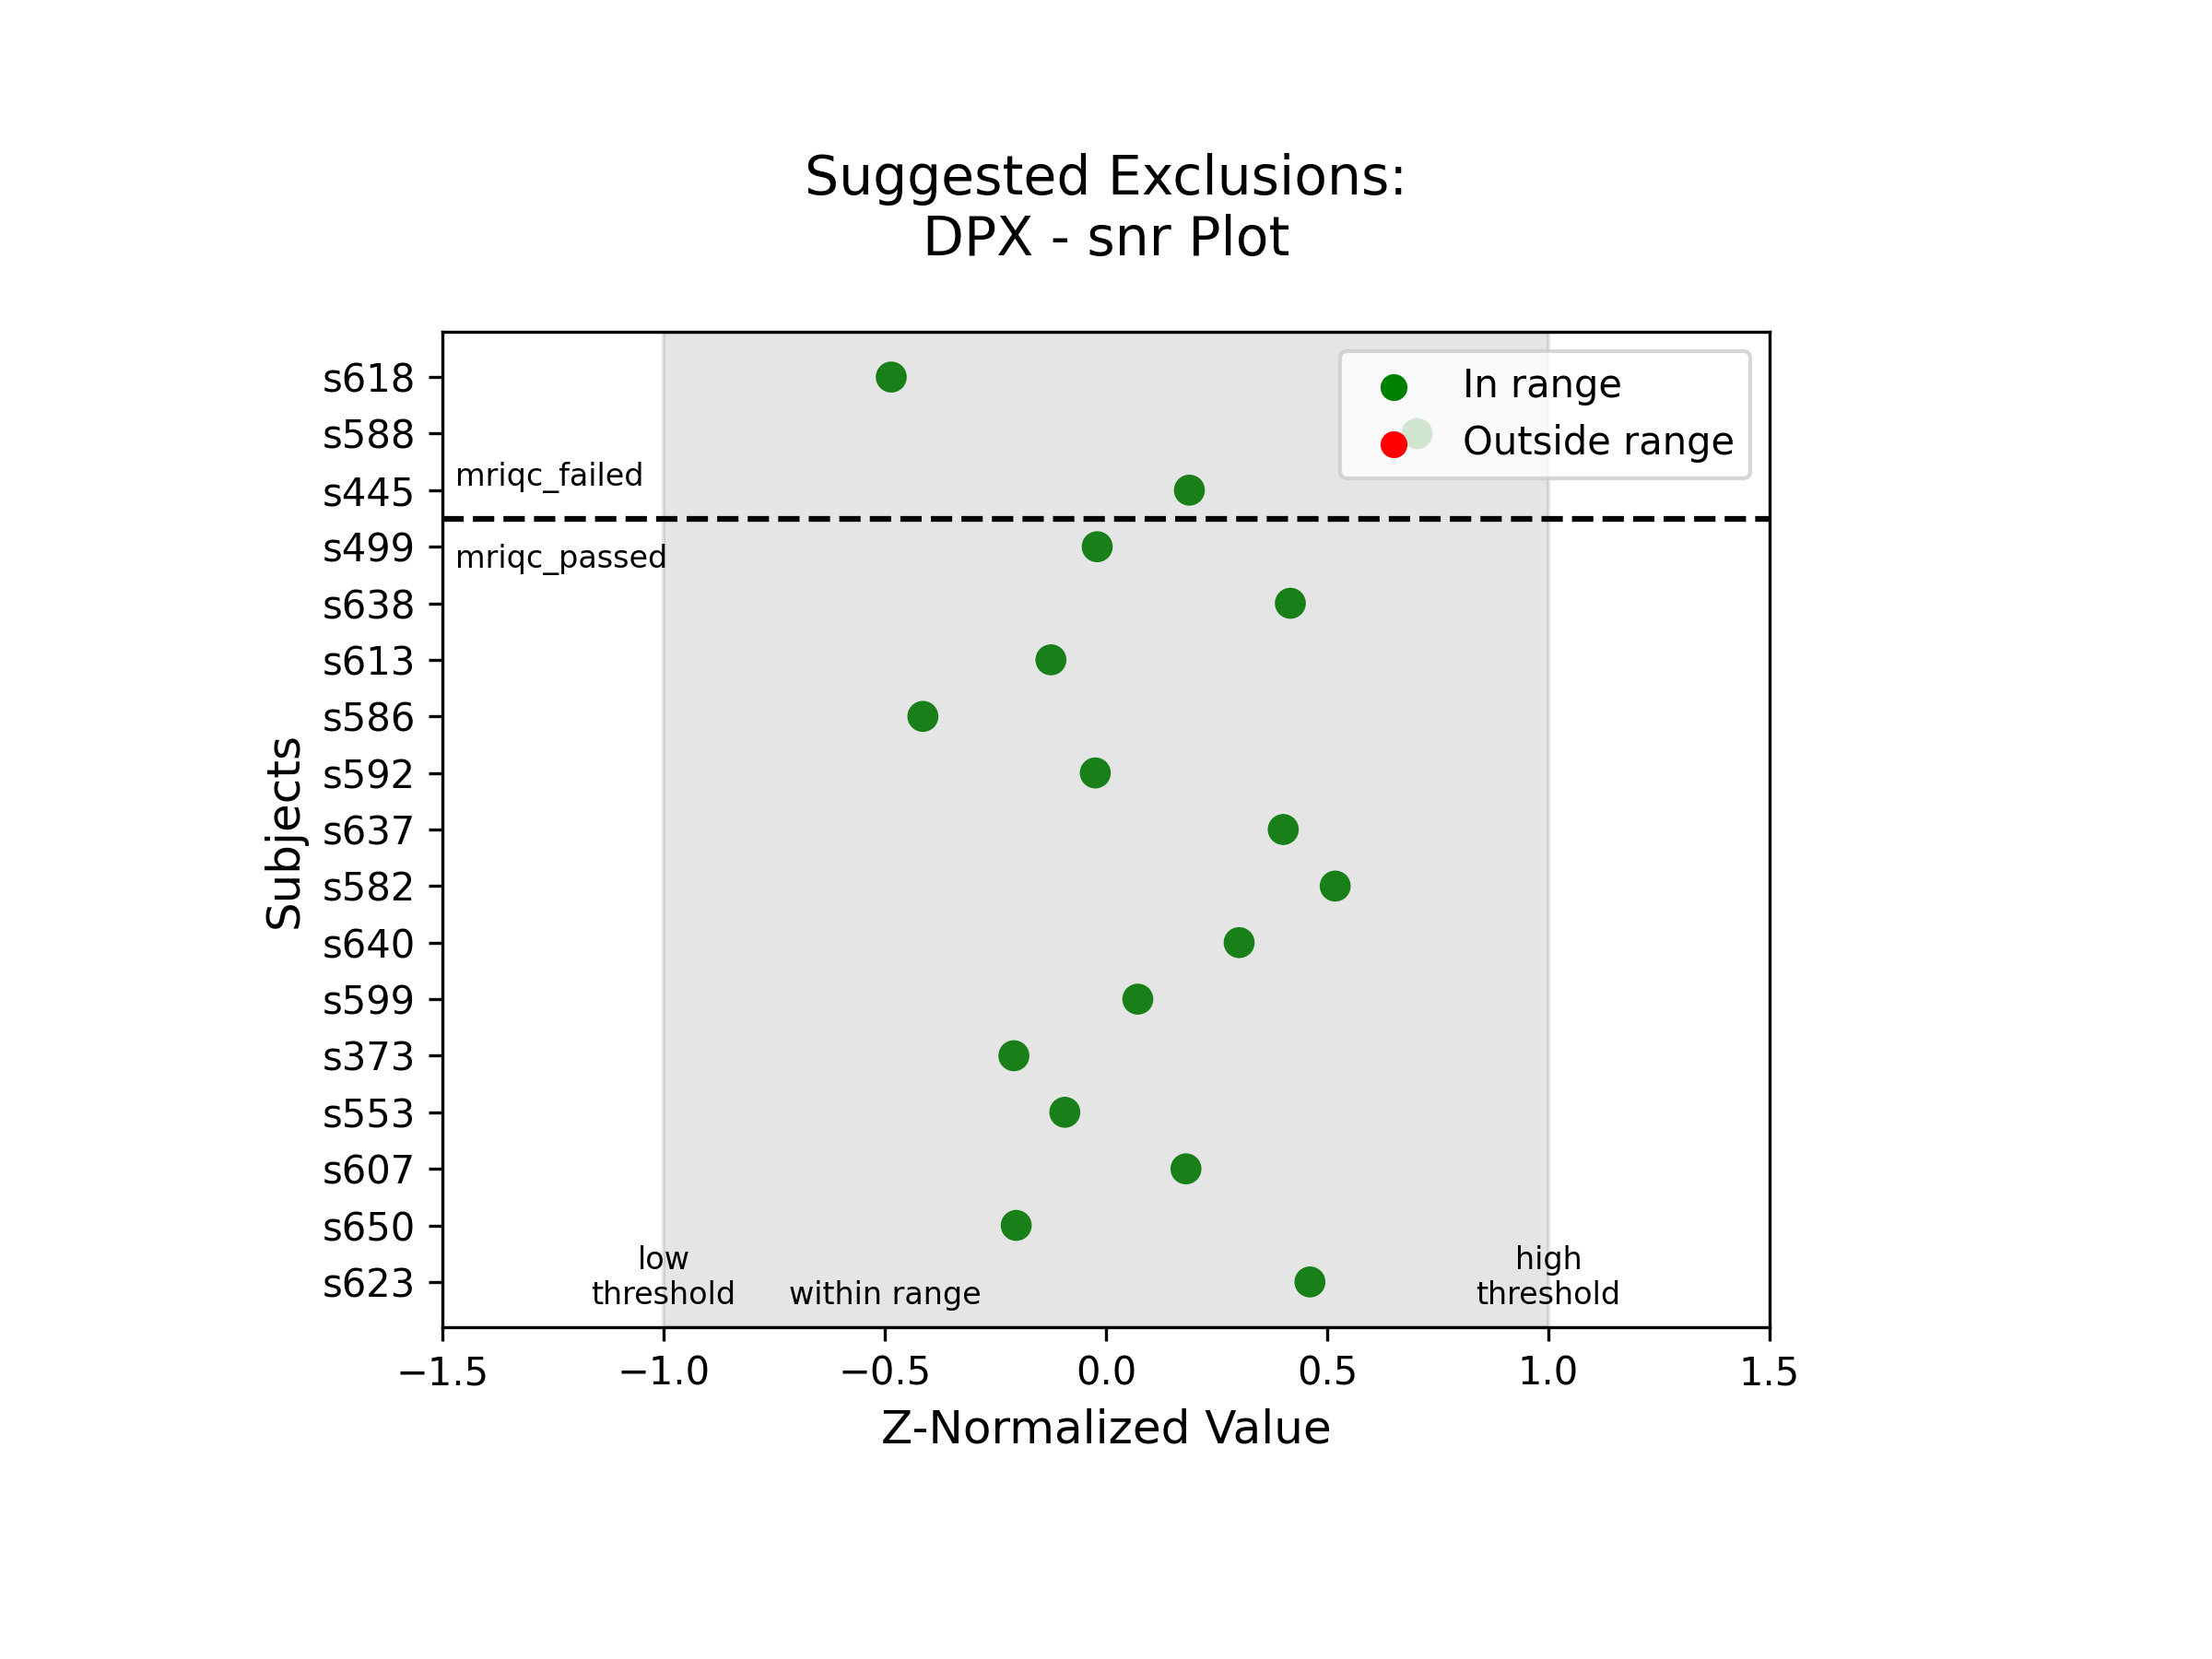 Suggested Exclusions:
DPX - snr Plot
In range
Outside range
s618
s588
s445
s499
s638
s613
s586
s592
s637
s582
s640
s599
s373
s553
s607
s650
s623
mriqc_failed
mriqc_passed
Subjects
low
threshold
within range
high
threshold
−1.5
−1.0
−0.5
0.0
0.5
1.0
1.5
Z-Normalized Value